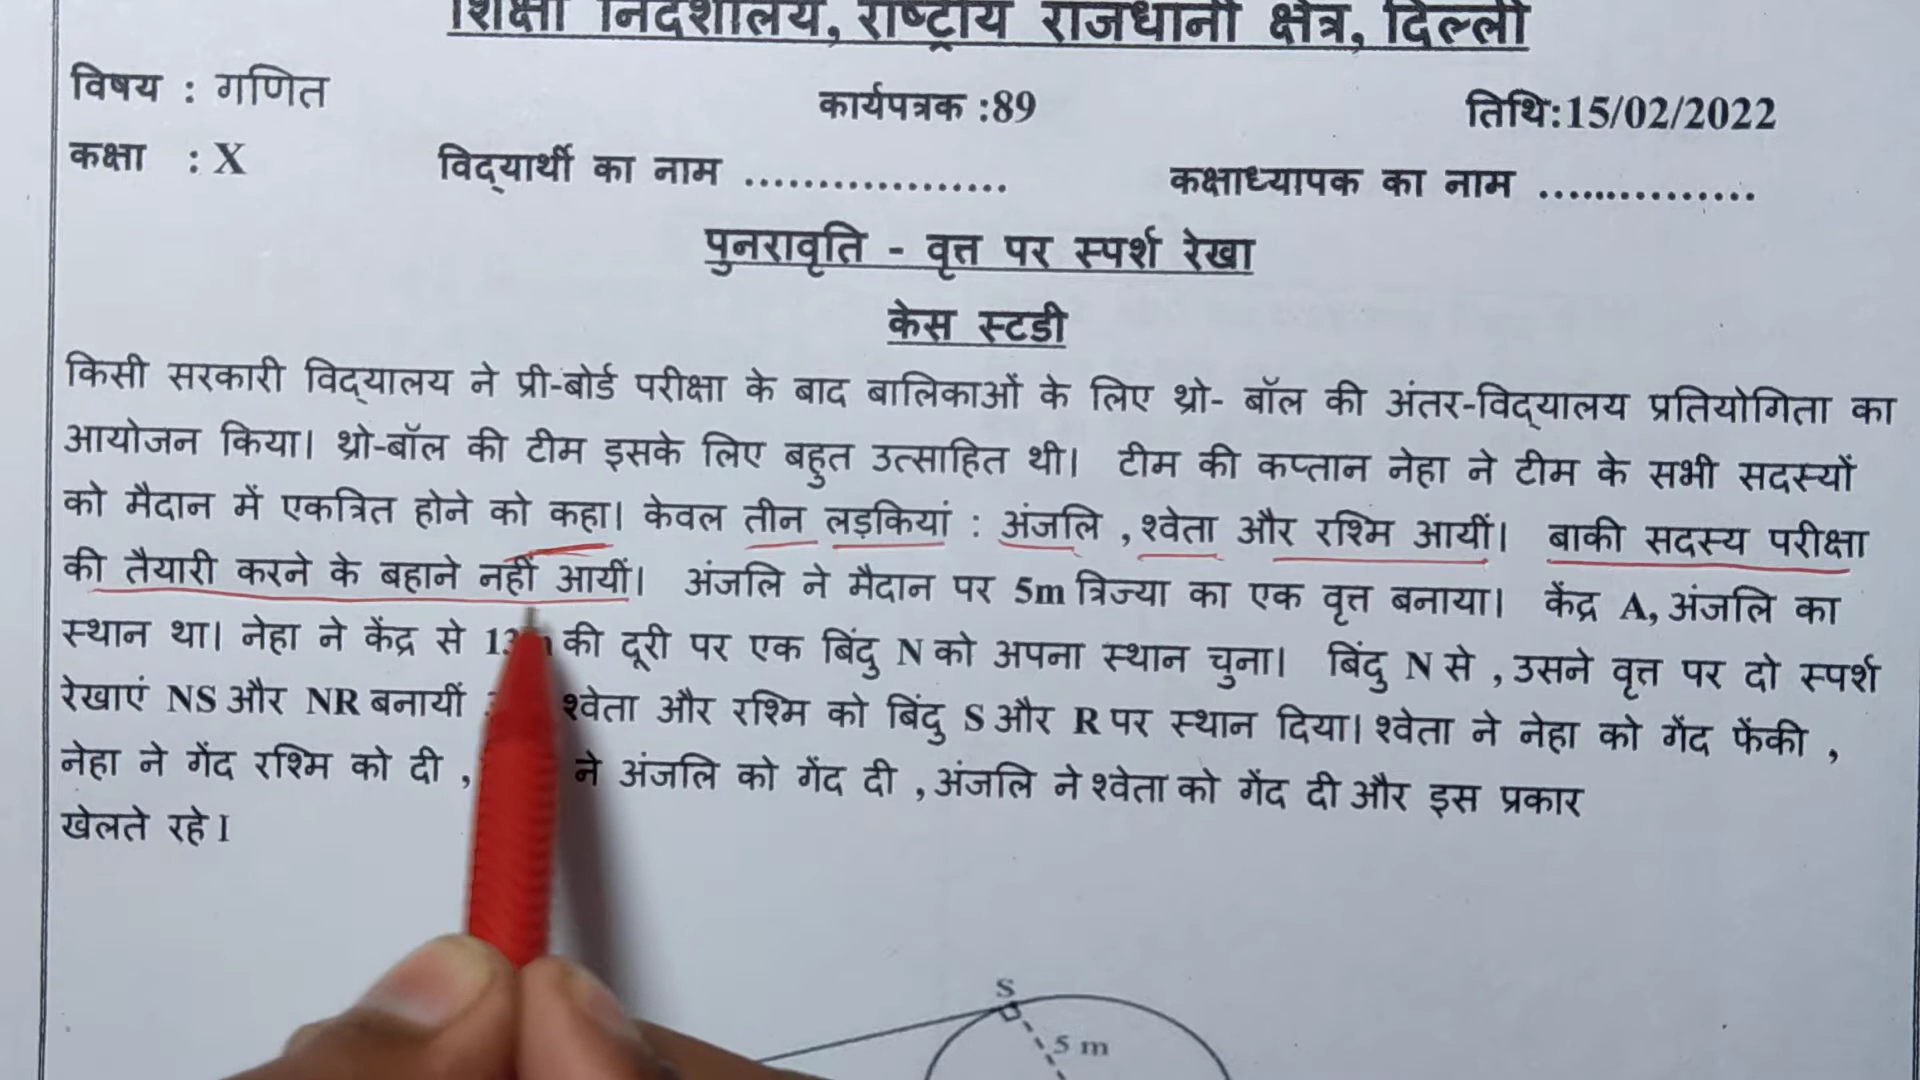 शिक्षा निदेशालय, राष्ट्रीय राजधानी क्षेत्र, दिल्ली
विषय : गणित कार्यपत्रक :89 तिथि:15/02/2022
कक्षा : X विद्यार्थी का नाम .................. कक्षाध्यापक का नाम ...............
पुनरावृति - वृत्त पर स्पर्श रेखा
केस स्टडी
किसी सरकारी विद्यालय ने प्री-बोर्ड परीक्षा के बाद बालिकाओं के लिए थ्रो- बॉल की अंतर-विद्यालय प्रतियोगिता का
आयोजन किया। थ्रो-बॉल की टीम इसके लिए बहुत उत्साहित थी। टीम की कप्तान नेहा ने टीम के सभी सदस्यों
को मैदान में एकत्रित होने को कहा। केवल तीन लड़कियां : अंजलि , श्वेता और रश्मि आयीं। बाकी सदस्य परीक्षा
की तैयारी करने के बहाने नहीं आयीं। अंजलि ने मैदान पर 5m त्रिज्या का एक वृत्त बनाया। केंद्र A, अंजलि का
स्थान था। नेहा ने केंद्र से की दूरी पर एक बिंदु N को अपना स्थान चुना। बिंदु N से , उसने वृत्त पर दो स्पर्श
रेखाएं NS और NR बनायीं श्वेता और रश्मि को बिंदु S और R पर स्थान दिया। श्वेता ने नेहा को गेंद फेंकी ,
नेहा ने गेंद रश्मि को दी , ने अंजलि को गेंद दी , अंजलि ने श्वेता को गेंद दी और इस प्रकार
खेलते रहे I
S
5 m